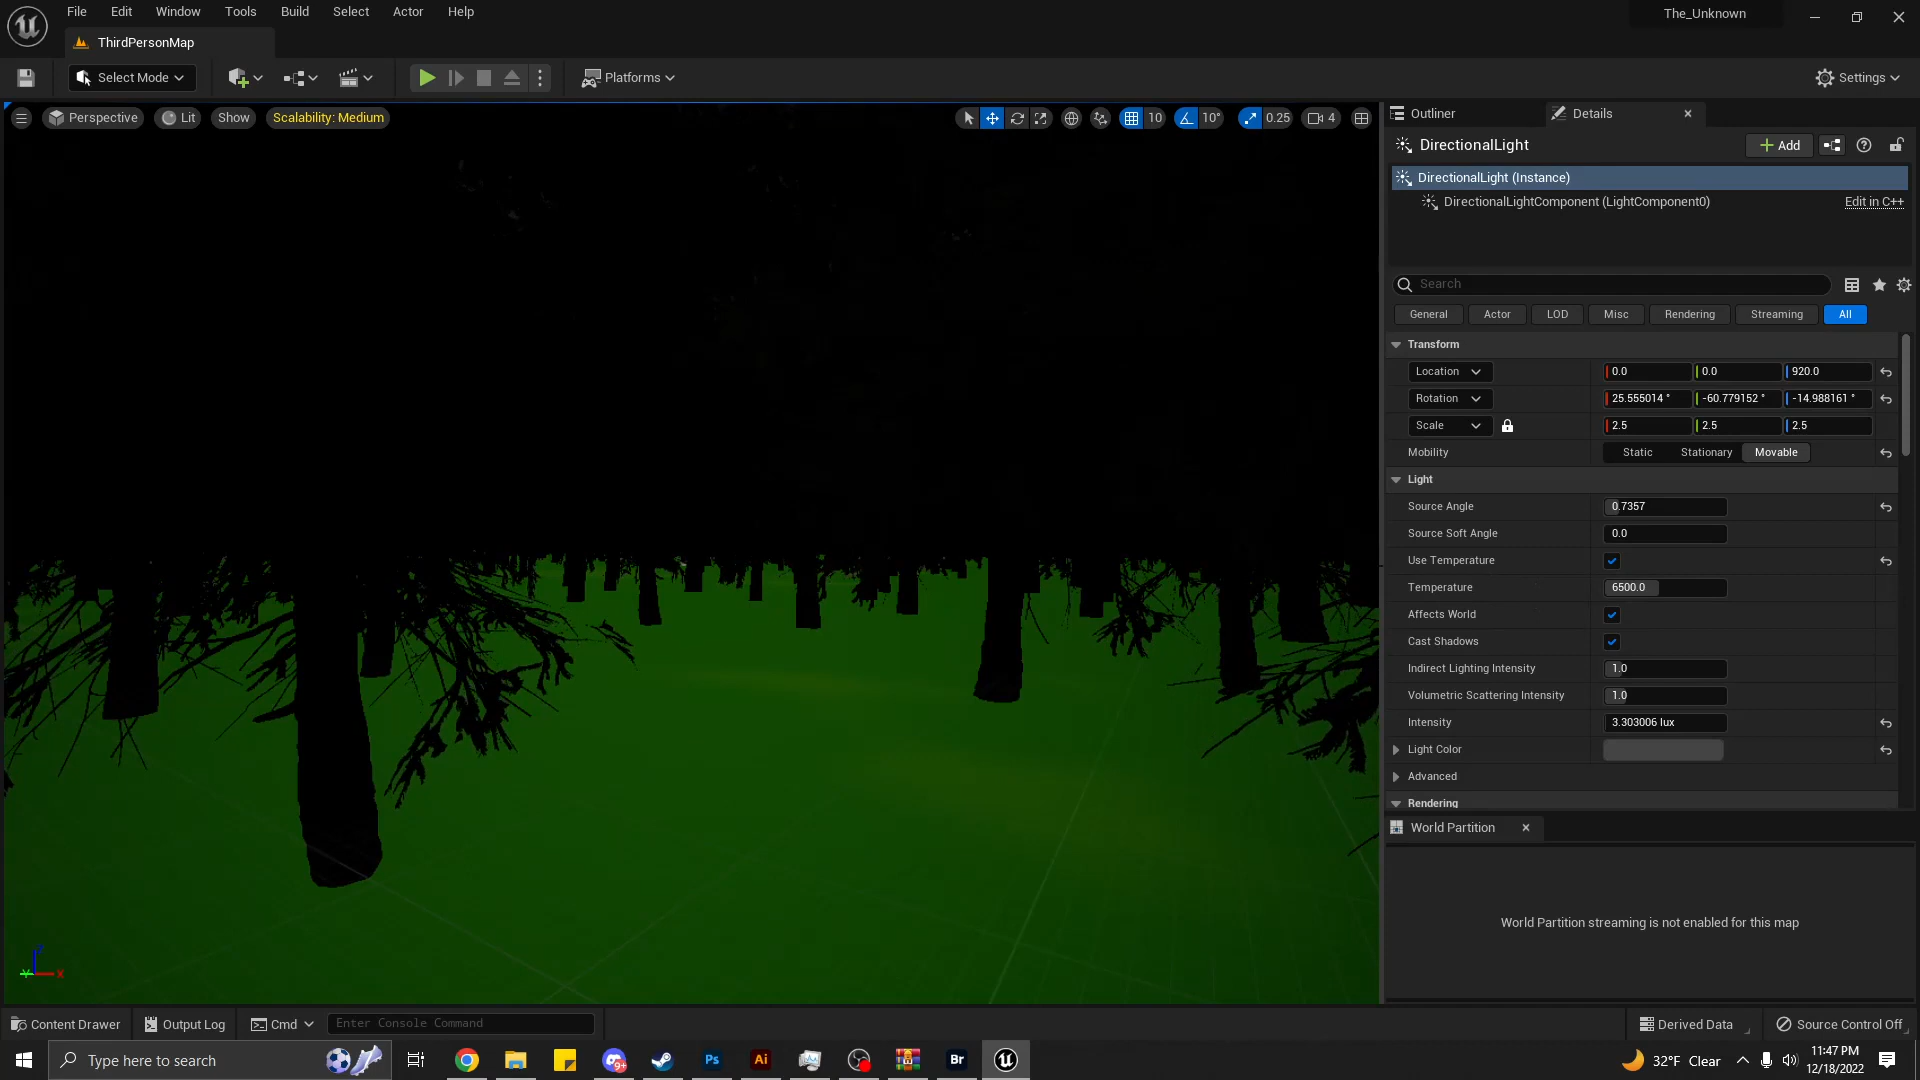 File Edit Window Tools Build Select Actor Help
The_Unknown
ThirdPersonMap
Select Mode
Platforms
Settings
Perspective Lit Show Scalability: Medium
10 10° 0.25 4
Outliner Details
DirectionalLight
Add
DirectionalLight (Instance)
DirectionalLightComponent (LightComponent0) Edit in C++
Search
General Actor LOD Misc Rendering Streaming All
Transform
Location 0.0 0.0 920.0
Rotation 25.555014 ° -60.779152 ° -14.988161 °
Scale 2.5 2.5 2.5
Mobility Static Stationary Movable
Light
Source Angle 0.7357
Source Soft Angle 0.0
Use Temperature
Temperature 6500.0
Affects World
Cast Shadows
Indirect Lighting Intensity 1.0
Volumetric Scattering Intensity 1.0
Intensity 3.303006 lux
Light Color
Advanced
Rendering
World Partition
World Partition streaming is not enabled for this map
Y X
Content Drawer Output Log Cmd Enter Console Command
Derived Data Source Control Off
Type here to search
9+ Ps Ai Br
32°F Clear
11:47 PM
12/18/2022